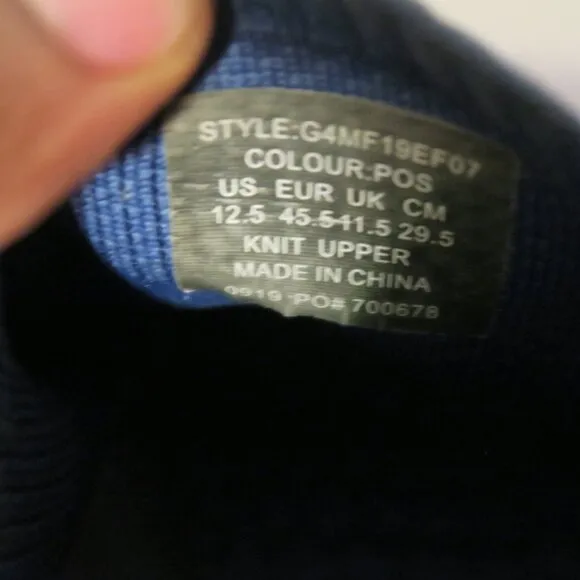 STYLE:G4MF19EF07
COLOUR:POS
US EUR UK CM
12.5 45.5 11.5 29.5
KNIT UPPER
MADE IN CHINA
0919 PO# 700678